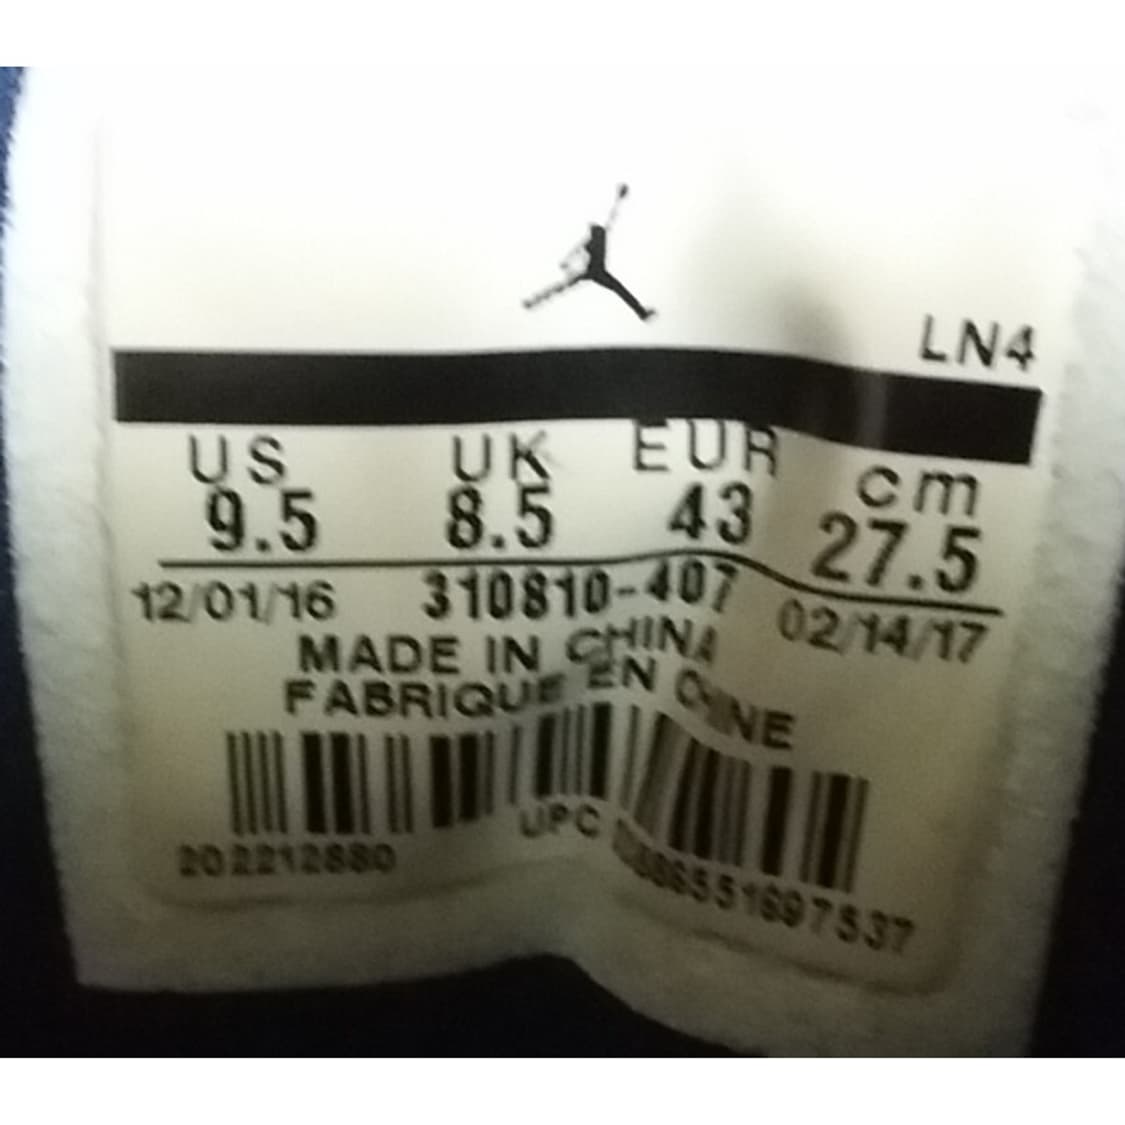 LN4
US UK EUR cm
9.5 8.5 43 27.5
12/01/16 310810-407 02/14/17
MADE IN CHINA
FABRIQUE EN CHINE
UPC
202212880